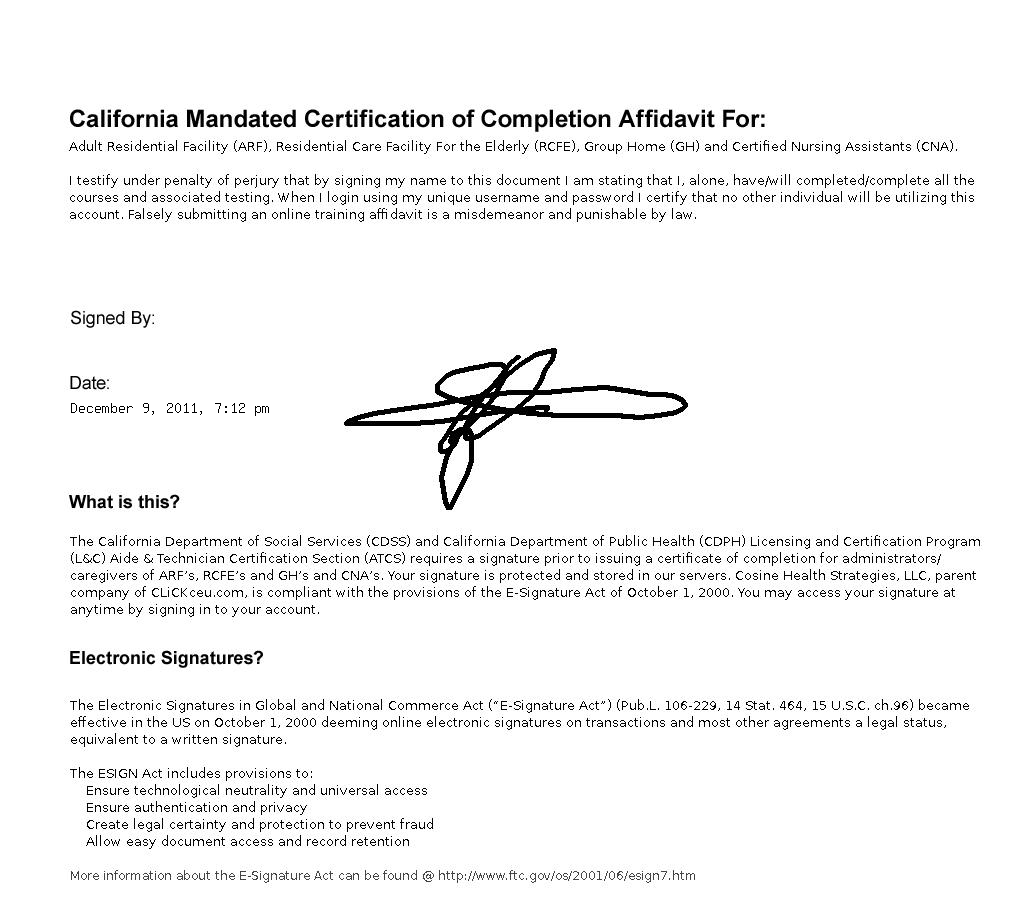 California Mandated Certification of Completion Affidavit For:
Adult Residential Facility (ARF), Residential Care Facility For the Elderly (RCFE), Group Home (GH) and Certified Nursing Assistants (CNA).
I testify under penalty of perjury that by signing my name to this document I am stating that I, alone, have/will completed/complete all the
courses and associated testing. When I login using my unique username and password I certify that no other individual will be utilizing this
account. Falsely submitting an online training affidavit is a misdemeanor and punishable by law.
Signed By:
Date:
December 9, 2011, 7:12 pm
What is this?
The California Department of Social Services (CDSS) and California Department of Public Health (CDPH) Licensing and Certification Program
(L&C) Aide & Technician Certification Section (ATCS) requires a signature prior to issuing a certificate of completion for administrators/
caregivers of ARF's, RCFE's and GH's and CNA's. Your signature is protected and stored in our servers. Cosine Health Strategies, LLC, parent
company of CLiCKceu.com, is compliant with the provisions of the E-Signature Act of October 1, 2000. You may access your signature at
anytime by signing in to your account.
Electronic Signatures?
The Electronic Signatures in Global and National Commerce Act (“E-Signature Act”) (Pub.L. 106-229, 14 Stat. 464, 15 U.S.C. ch.96) became
effective in the US on October 1, 2000 deeming online electronic signatures on transactions and most other agreements a legal status,
equivalent to a written signature.
The ESIGN Act includes provisions to:
Ensure technological neutrality and universal access
Ensure authentication and privacy
Create legal certainty and protection to prevent fraud
Allow easy document access and record retention
More information about the E-Signature Act can be found @ http://www.ftc.gov/os/2001/06/esign7.htm